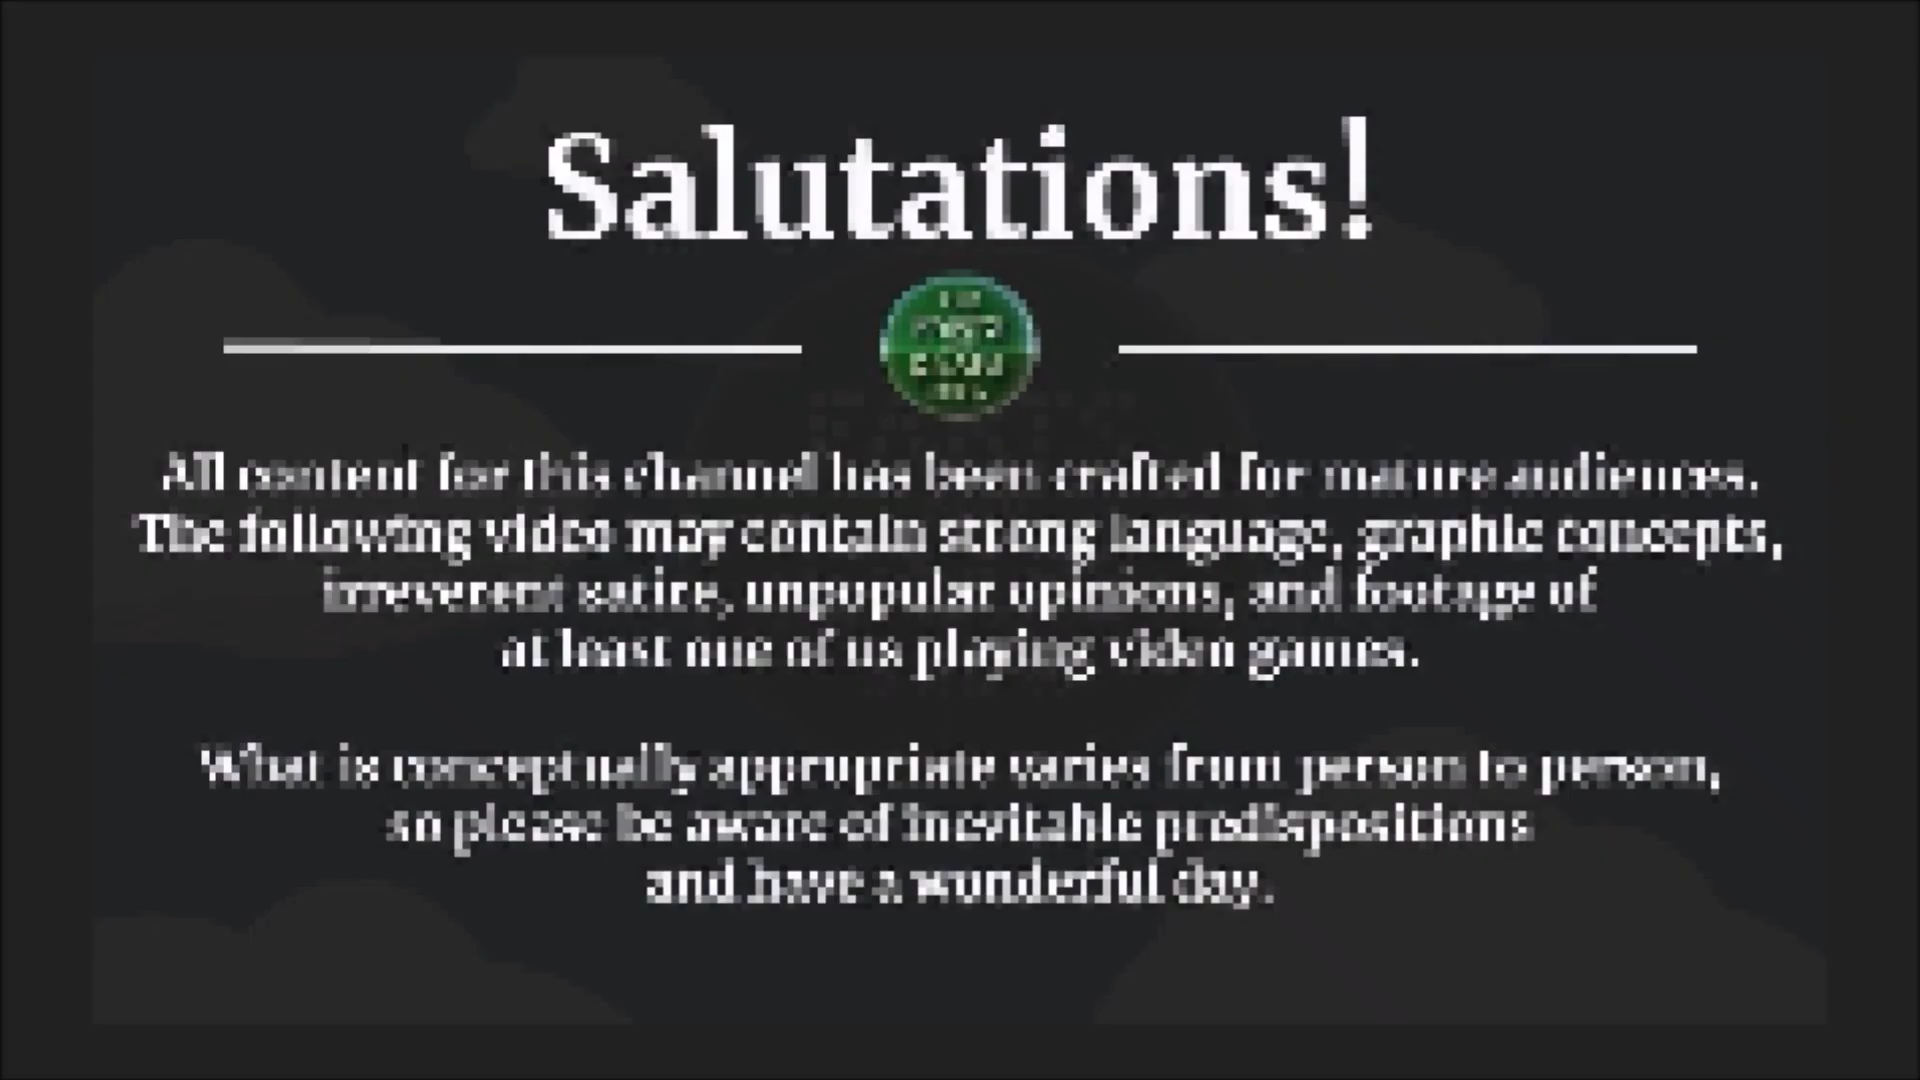 Salutations!
All content for this channel has been crafted for mature audiences.
The following video may contain strong language, graphic concepts,
irreverent satire, unpopular opinions, and footage of
at least one of us playing video games.
What is conceptually appropriate varies from person to person,
so please be aware of inevitable predispositions
and have a wonderful day.